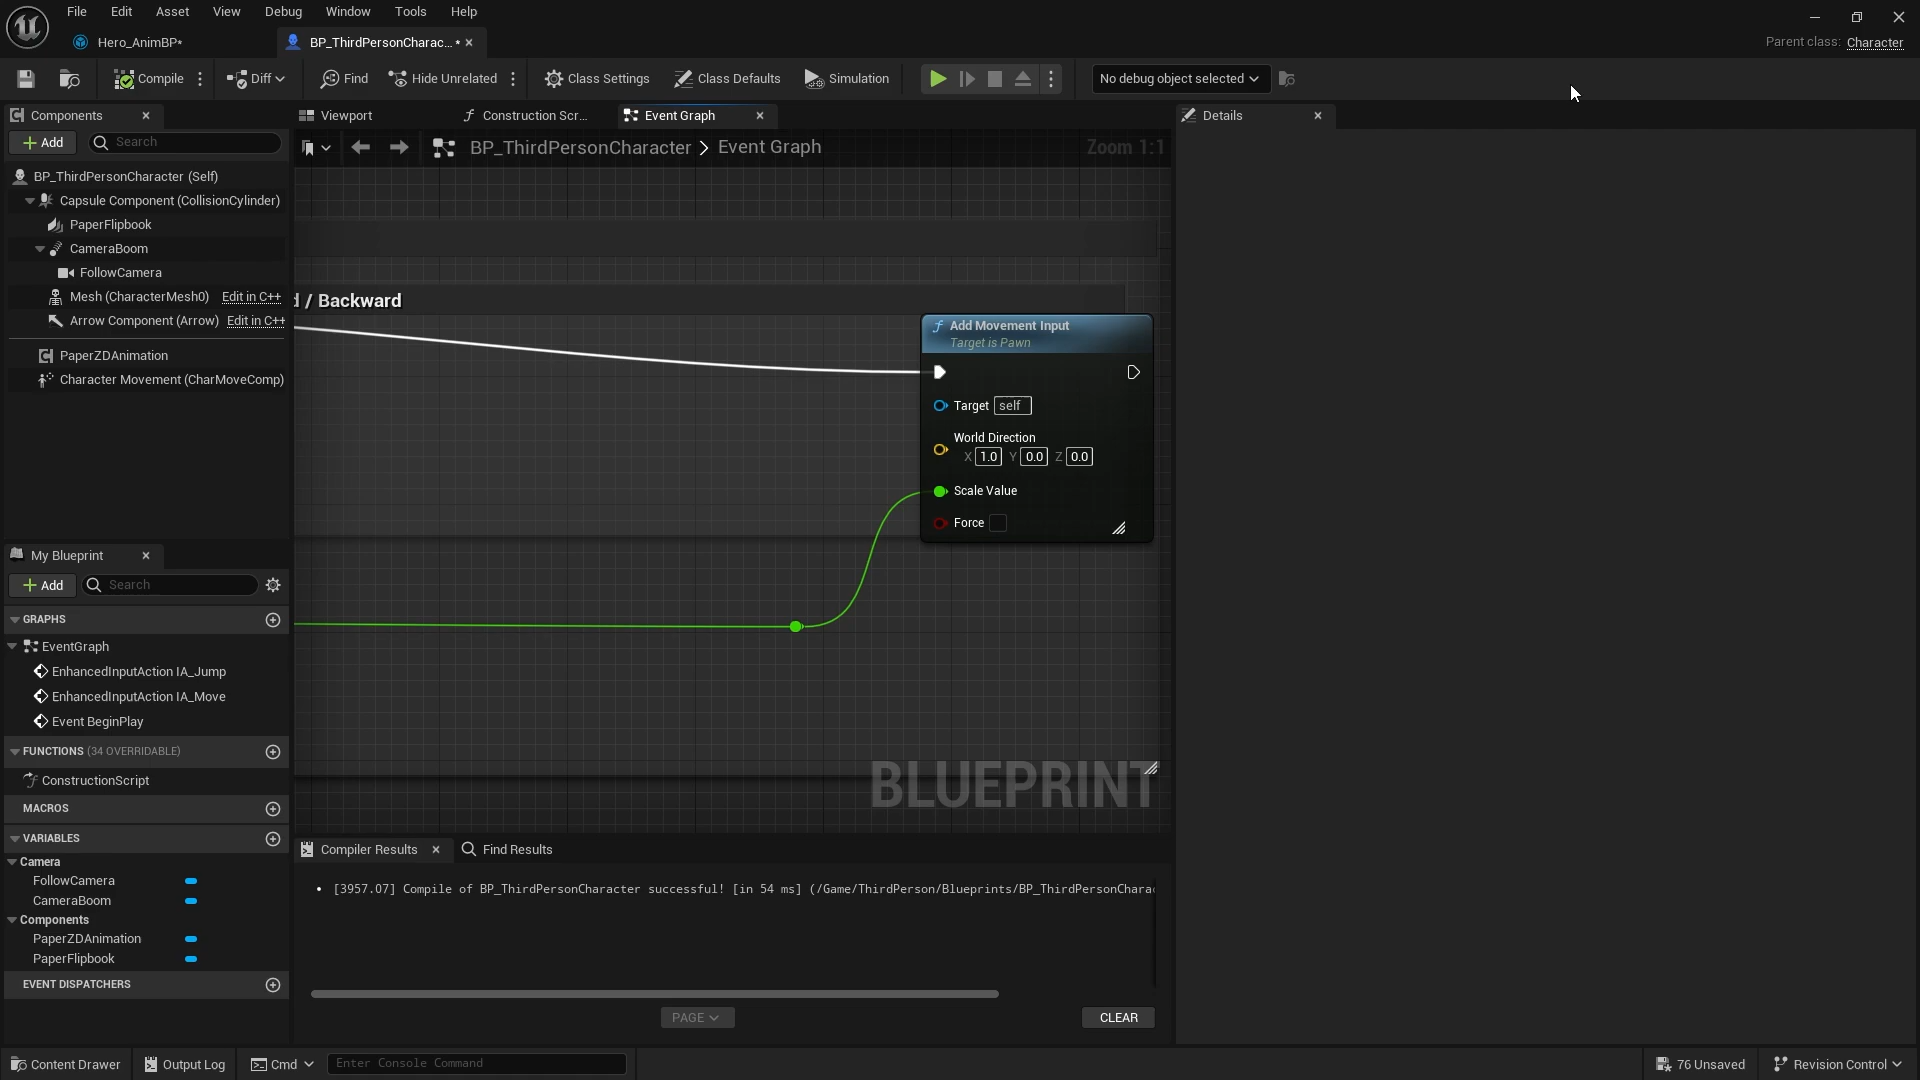 File Edit Asset View Debug Window Tools Help
Hero_AnimBP*
BP_ThirdPersonCharac... *
Parent class: Character
Compile
Diff
Find
Hide Unrelated
Class Settings
Class Defaults
Simulation
No debug object selected
Components
Add
Search
BP_ThirdPersonCharacter (Self)
Capsule Component (CollisionCylinder)
PaperFlipbook
CameraBoom
FollowCamera
Mesh (CharacterMesh0) Edit in C++
Arrow Component (Arrow) Edit in C++
PaperZDAnimation
Character Movement (CharMoveComp)
My Blueprint
Add
Search
GRAPHS
EventGraph
EnhancedInputAction IA_Jump
EnhancedInputAction IA_Move
Event BeginPlay
FUNCTIONS (34 OVERRIDABLE)
ConstructionScript
MACROS
VARIABLES
Camera
FollowCamera
CameraBoom
Components
PaperZDAnimation
PaperFlipbook
EVENT DISPATCHERS
Viewport
Construction Scr...
Event Graph
BP_ThirdPersonCharacter > Event Graph
Zoom 1:1
d / Backward
Add Movement Input
Target is Pawn
Target self
World Direction
X 1.0 Y 0.0 Z 0.0
Scale Value
Force
BLUEPRINT
Compiler Results
Find Results
[3957.07] Compile of BP_ThirdPersonCharacter successful! [in 54 ms] (/Game/ThirdPerson/Blueprints/BP_ThirdPersonCharac
PAGE
CLEAR
Details
Content Drawer
Output Log
Cmd
Enter Console Command
76 Unsaved
Revision Control